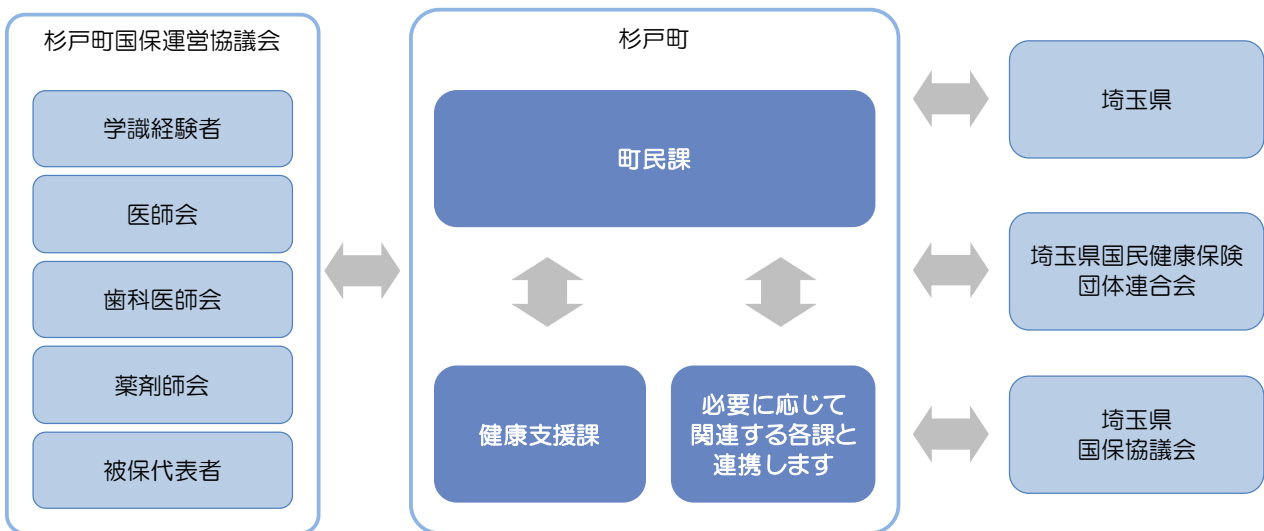 杉戸町国保運営協議会
学識経験者
医師会
歯科医師会
薬剤師会
被保代表者
杉戸町
町民課
健康支援課
必要に応じて
関連する各課と
連携します
埼玉県
埼玉県国民健康保険
団体連合会
埼玉県
国保協議会